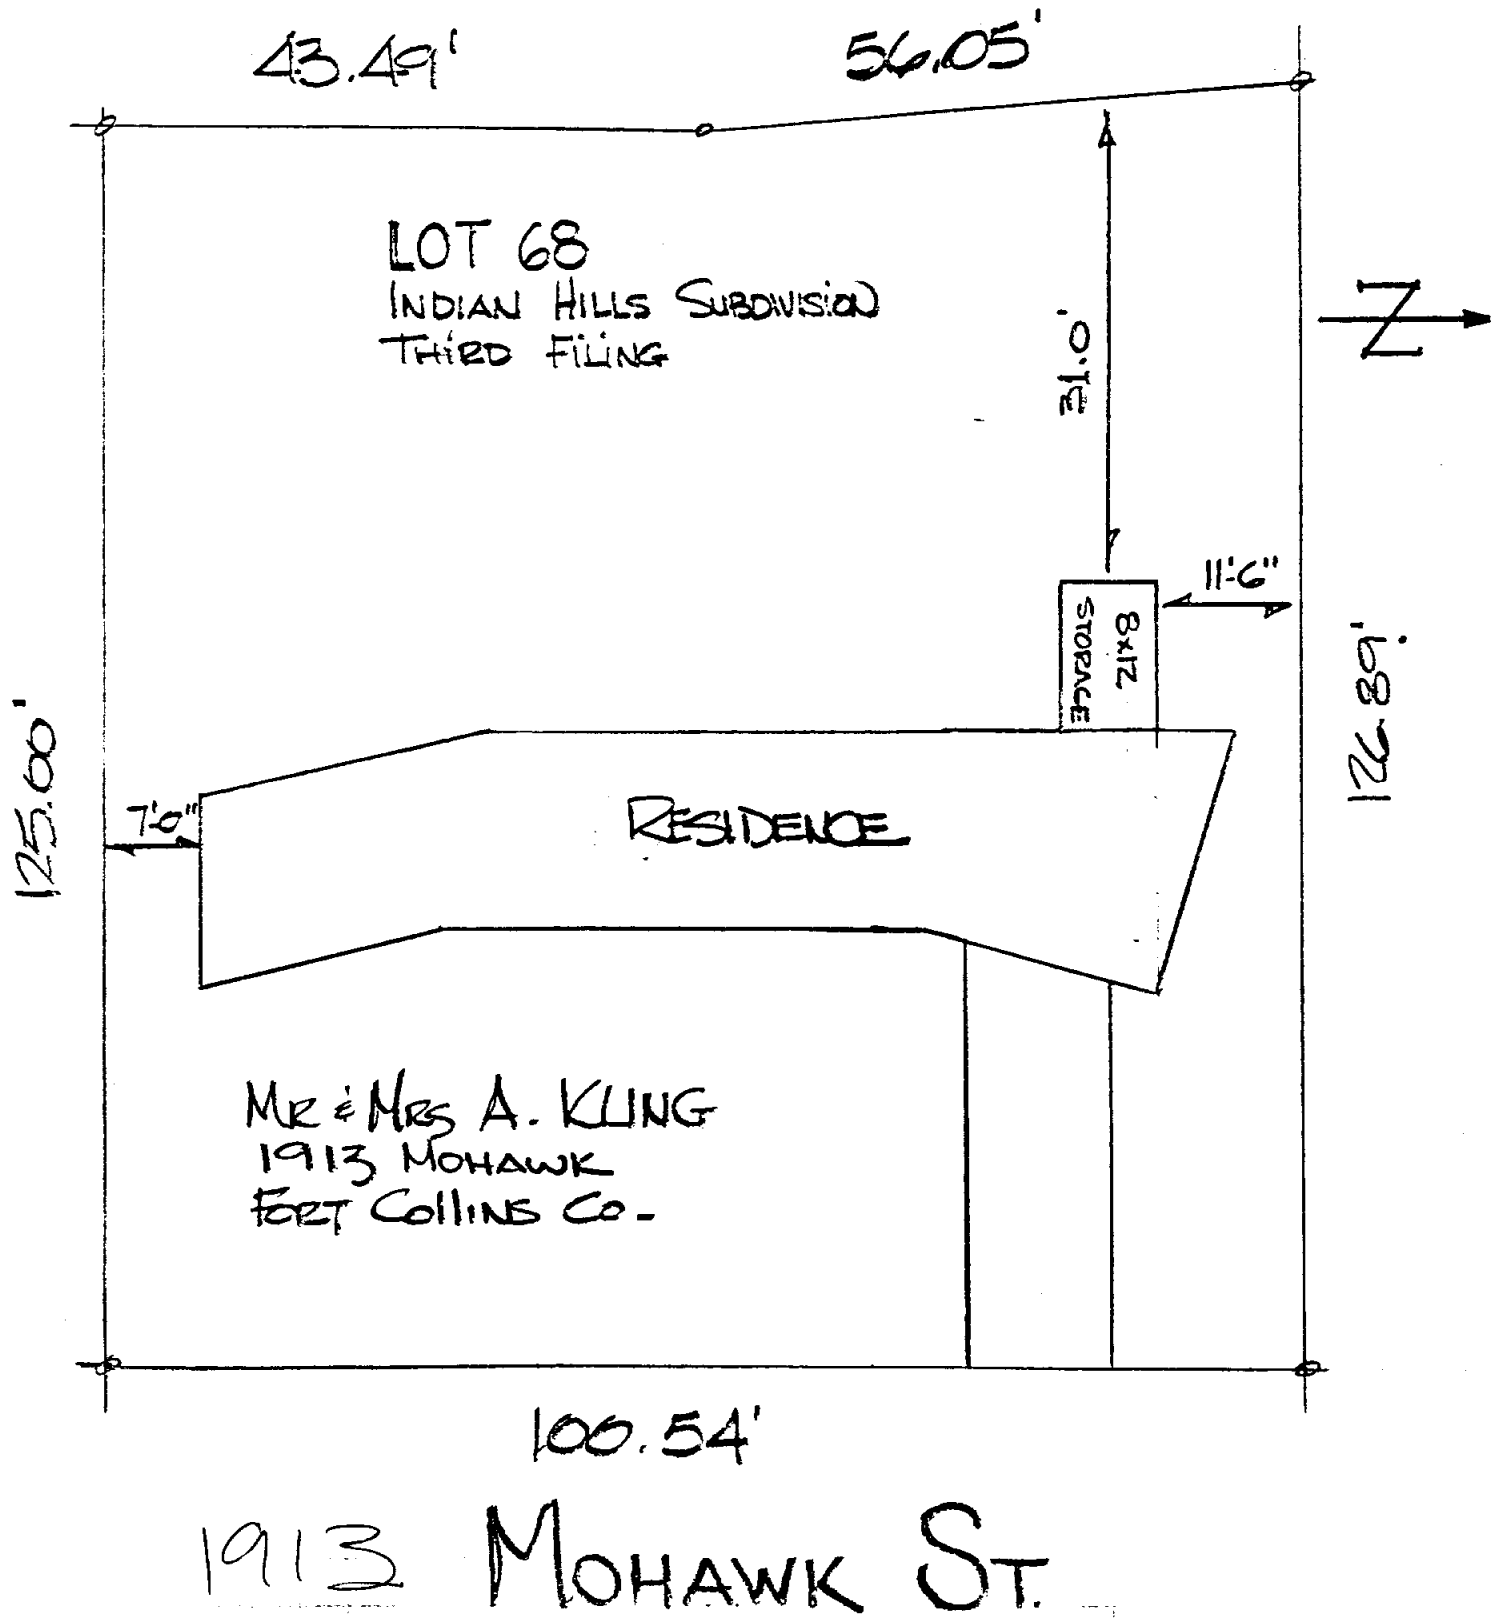 43.49'
56.05'
LOT 68
INDIAN HILLS SUBDIVISION
THIRD FILING
Z
31.0'
11'-6"
8x12
STORAGE
126.89'.
125.00'
7'-0"
RESIDENCE
MR & MRS A. KLING
1913 MOHAWK
FORT COLLINS CO.
100.54'
1913 MOHAWK ST.